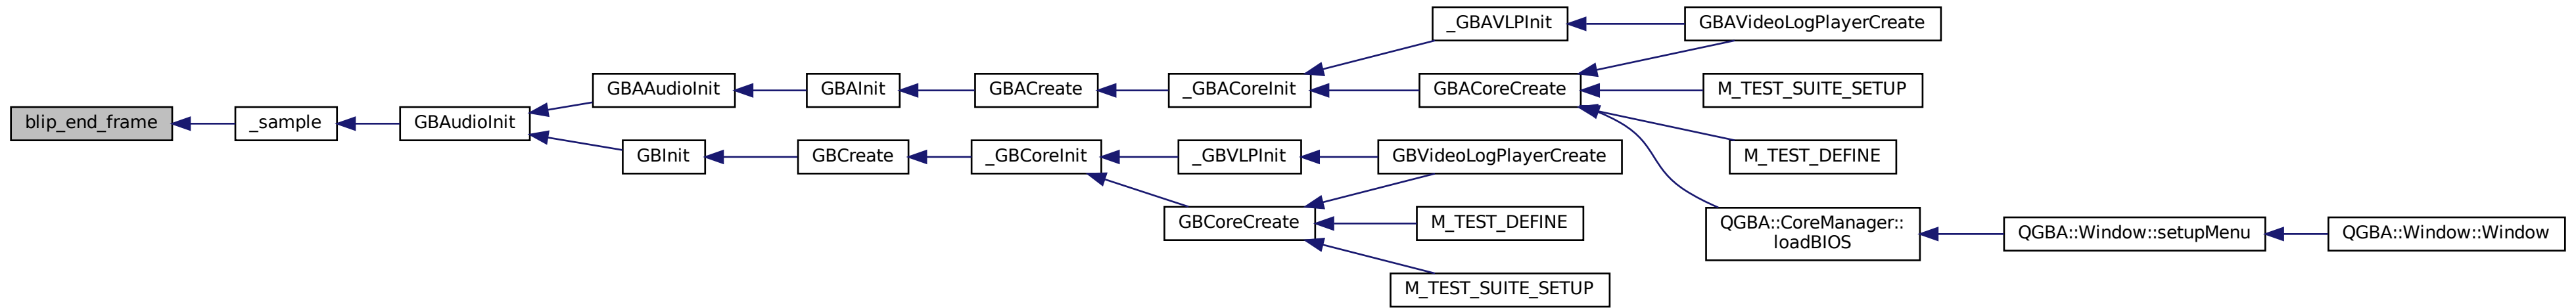 blip_end_frame
_sample
GBAudioInit
GBAAudioInit
GBAInit
GBACreate
_GBACoreInit
_GBAVLPInit
GBAVideoLogPlayerCreate
GBACoreCreate
M_TEST_SUITE_SETUP
M_TEST_DEFINE
QGBA::CoreManager::
loadBIOS
QGBA::Window::setupMenu
QGBA::Window::Window
GBInit
GBCreate
_GBCoreInit
_GBVLPInit
GBVideoLogPlayerCreate
GBCoreCreate
M_TEST_DEFINE
M_TEST_SUITE_SETUP